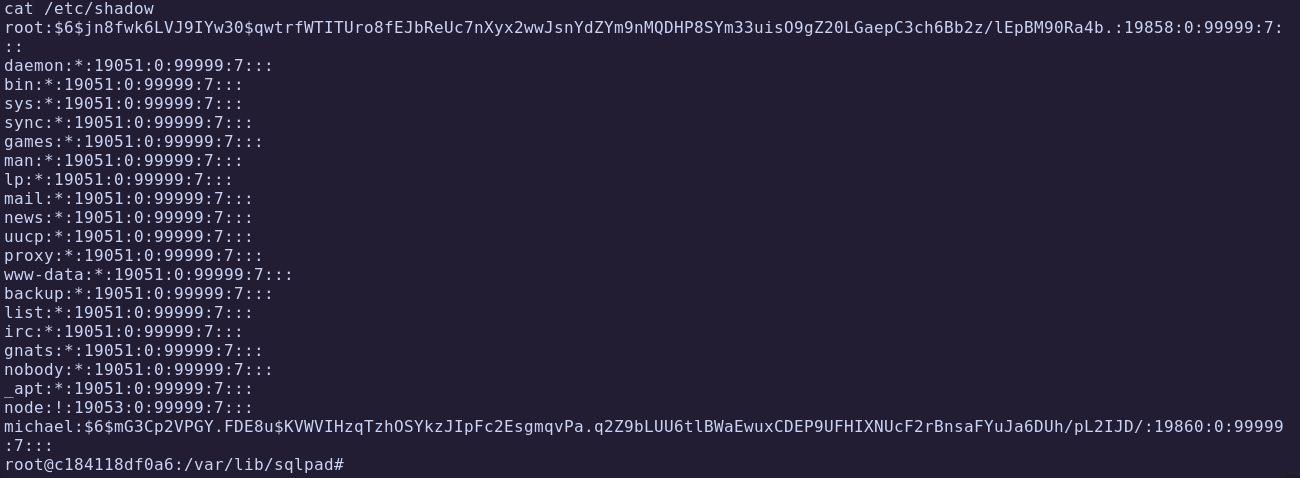 cat /etc/shadow
root:$6$jn8fwk6LVJ9IYw30$qwtrfWTITUro8fEJbReUc7nXyx2wwJsnYdZYm9nMQDHP8SYm33uisO9gZ20LGaepC3ch6Bb2z/lEpBM90Ra4b.:19858:0:99999:7:
::
daemon:*:19051:0:99999:7:::
bin:*:19051:0:99999:7:::
sys:*:19051:0:99999:7:::
sync:*:19051:0:99999:7:::
games:*:19051:0:99999:7:::
man:*:19051:0:99999:7:::
lp:*:19051:0:99999:7:::
mail:*:19051:0:99999:7:::
news:*:19051:0:99999:7:::
uucp:*:19051:0:99999:7:::
proxy:*:19051:0:99999:7:::
www-data:*:19051:0:99999:7:::
backup:*:19051:0:99999:7:::
list:*:19051:0:99999:7:::
irc:*:19051:0:99999:7:::
gnats:*:19051:0:99999:7:::
nobody:*:19051:0:99999:7:::
_apt:*:19051:0:99999:7:::
node:!:19053:0:99999:7:::
michael:$6$mG3Cp2VPGY.FDE8u$KVWVIHzqTzhOSYkzJIpFc2EsgmqvPa.q2Z9bLUU6tlBWaEwuxCDEP9UFHIXNUcF2rBnsaFYuJa6DUh/pL2IJD/:19860:0:99999
:7:::
root@c184118df0a6:/var/lib/sqlpad#